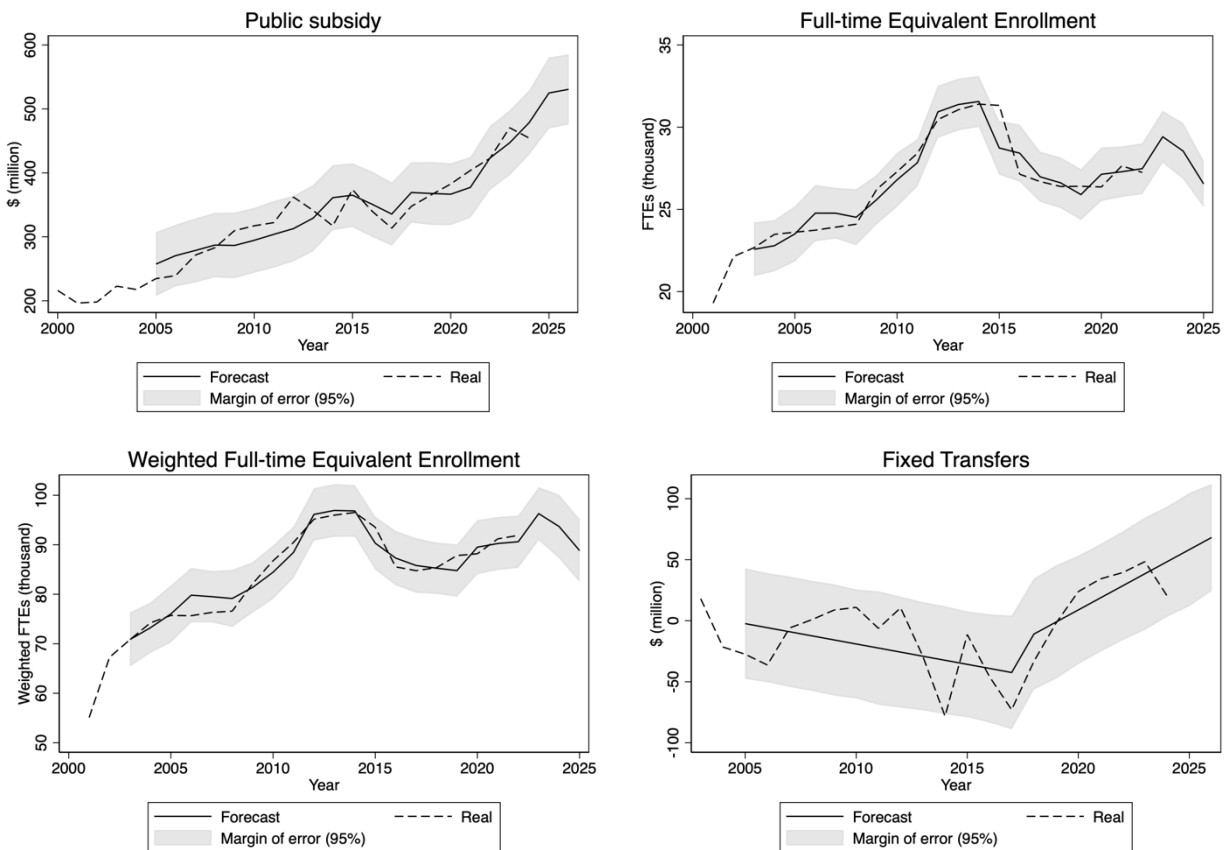 Public subsidy
$ (million)
600
500
400
300
200
2000 2005 2010 2015 2020 2025
Year
Forecast Real
Margin of error (95%)
Full-time Equivalent Enrollment
FTEs (thousand)
35
30
25
20
2000 2005 2010 2015 2020 2025
Year
Forecast Real
Margin of error (95%)
Weighted Full-time Equivalent Enrollment
Weighted FTEs (thousand)
100
90
80
70
60
50
2000 2005 2010 2015 2020 2025
Year
Forecast Real
Margin of error (95%)
Fixed Transfers
$ (million)
100
50
0
-50
-100
2005 2010 2015 2020 2025
Year
Forecast Real
Margin of error (95%)